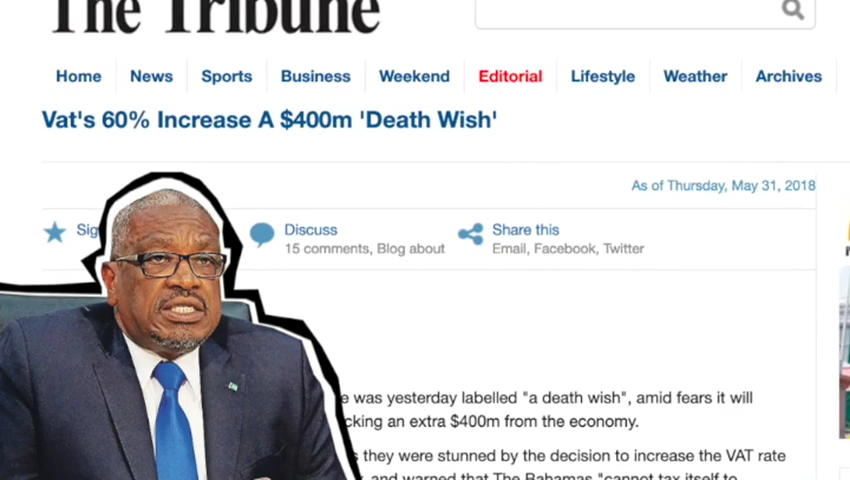 The Tribune
Home News Sports Business Weekend Editorial Lifestyle Weather Archives
Vat's 60% Increase A $400m 'Death Wish'
As of Thursday, May 31, 2018
Discuss
15 comments, Blog about
Share this
Email, Facebook, Twitter
was yesterday labelled "a death wish", amid fears it will
an extra $400m from the economy.
they were stunned by the decision to increase the VAT rate
and warned that The Bahamas "cannot tax itself to